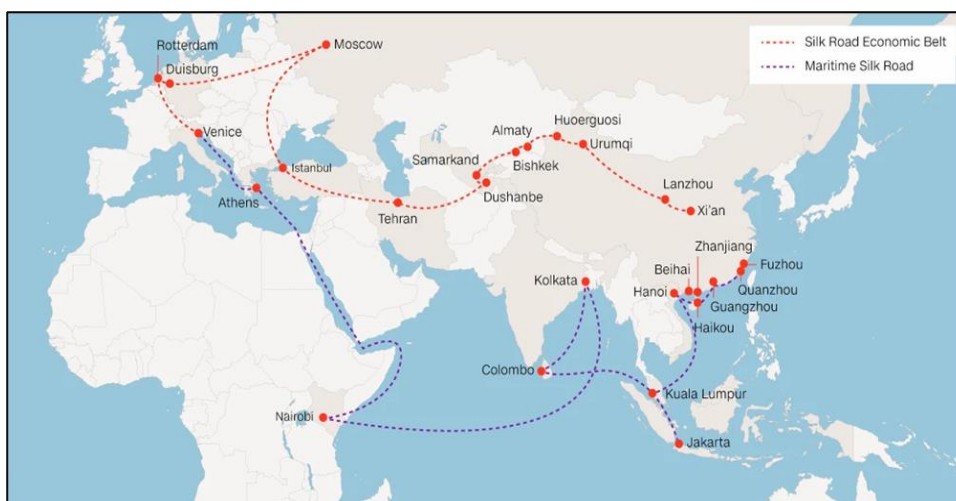 Rotterdam
Moscow
Silk Road Economic Belt
Duisburg
Maritime Silk Road
Huoerguosi
Venice
Almaty
Urumqi
Samarkand
Bishkek
Istanbul
Lanzhou
Athens
Dushanbe
Tehran
Xi'an
Zhanjiang
Beihai
Fuzhou
Kolkata
Hanoi
Quanzhou
Guangzhou
Haikou
Colombo
Kuala Lumpur
Nairobi
Jakarta